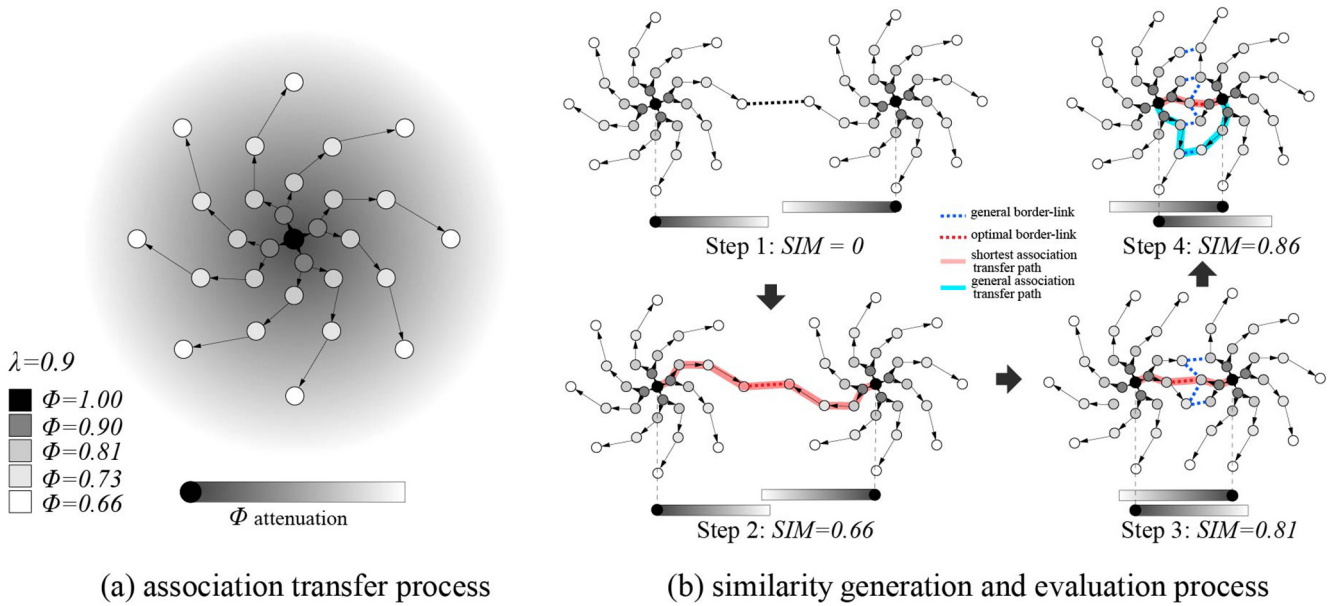 λ=0.9
Φ=1.00
Φ=0.90
Φ=0.81
Φ=0.73
Φ=0.66
Φ attenuation
(a) association transfer process
Step 1: SIM = 0
general border-link
optimal border-link
shortest association
transfer path
general association
transfer path
Step 4: SIM=0.86
Step 2: SIM=0.66
Step 3: SIM=0.81
(b) similarity generation and evaluation process